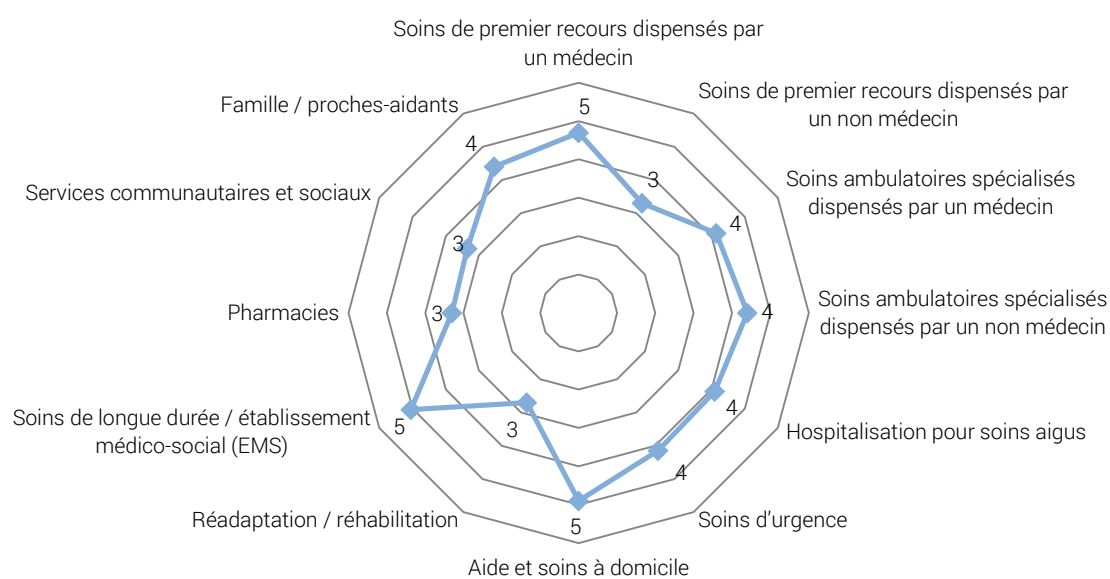 Soins de premier recours dispensés par
un médecin
5
Soins de premier recours dispensés par
un non médecin
3
Soins ambulatoires spécialisés
dispensés par un médecin
4
Soins ambulatoires spécialisés
dispensés par un non médecin
4
Hospitalisation pour soins aigus
4
Soins d'urgence
4
Aide et soins à domicile
5
Réadaptation / réhabilitation
3
Soins de longue durée / établissement
médico-social (EMS)
5
Pharmacies
3
Services communautaires et sociaux
3
Famille / proches-aidants
4